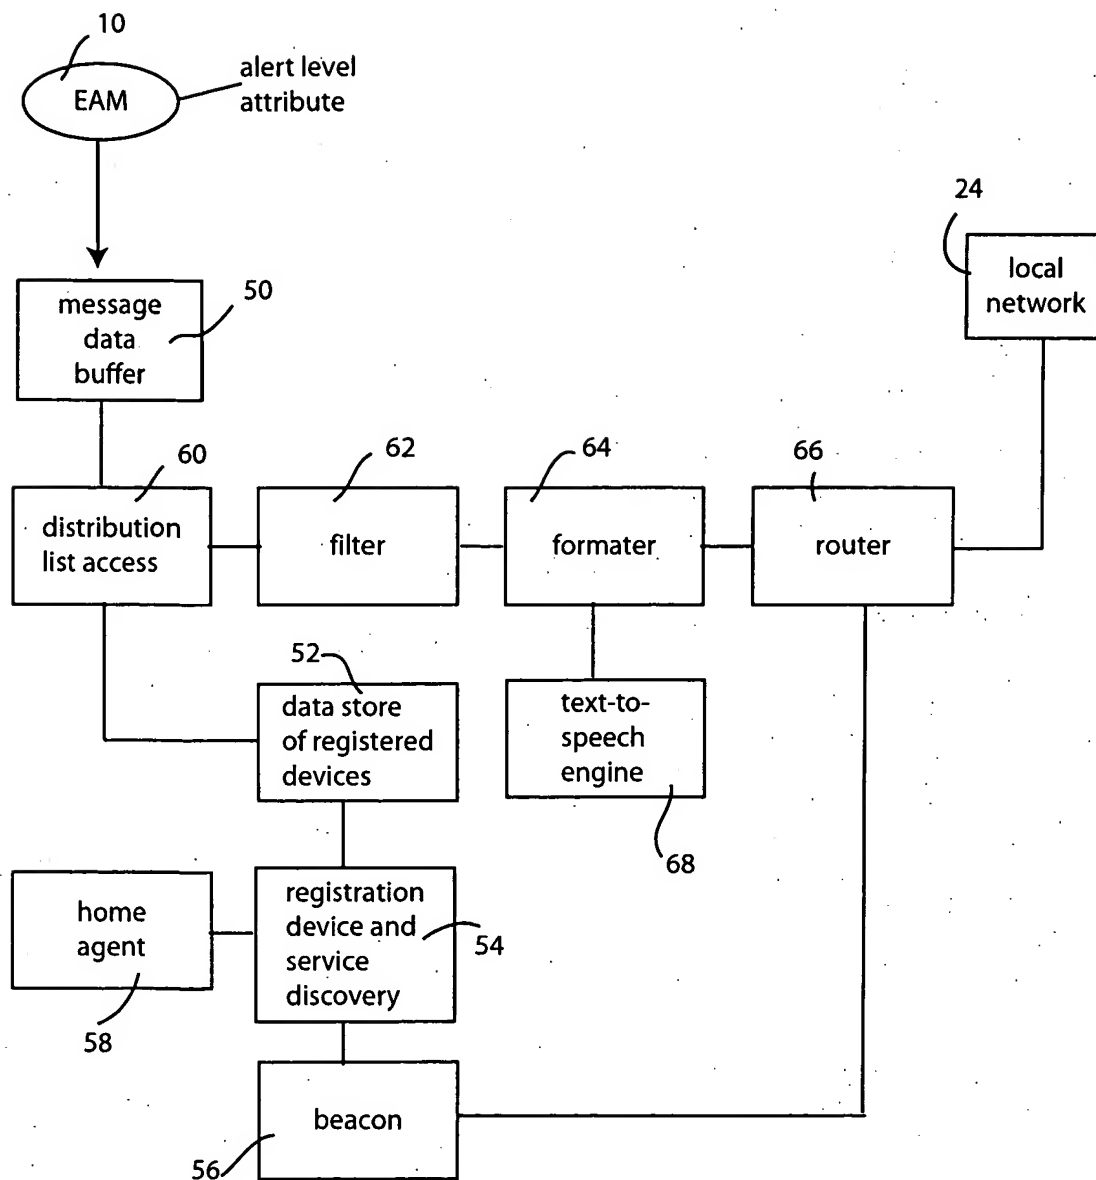 10
EAM
alert level
attribute
24
local
network
message
data
buffer
50
60
distribution
list access
62
filter
64
formater
66
router
52
data store
of registered
devices
text-to-
speech
engine
68
home
agent
58
registration
device and
service
discovery
54
beacon
56